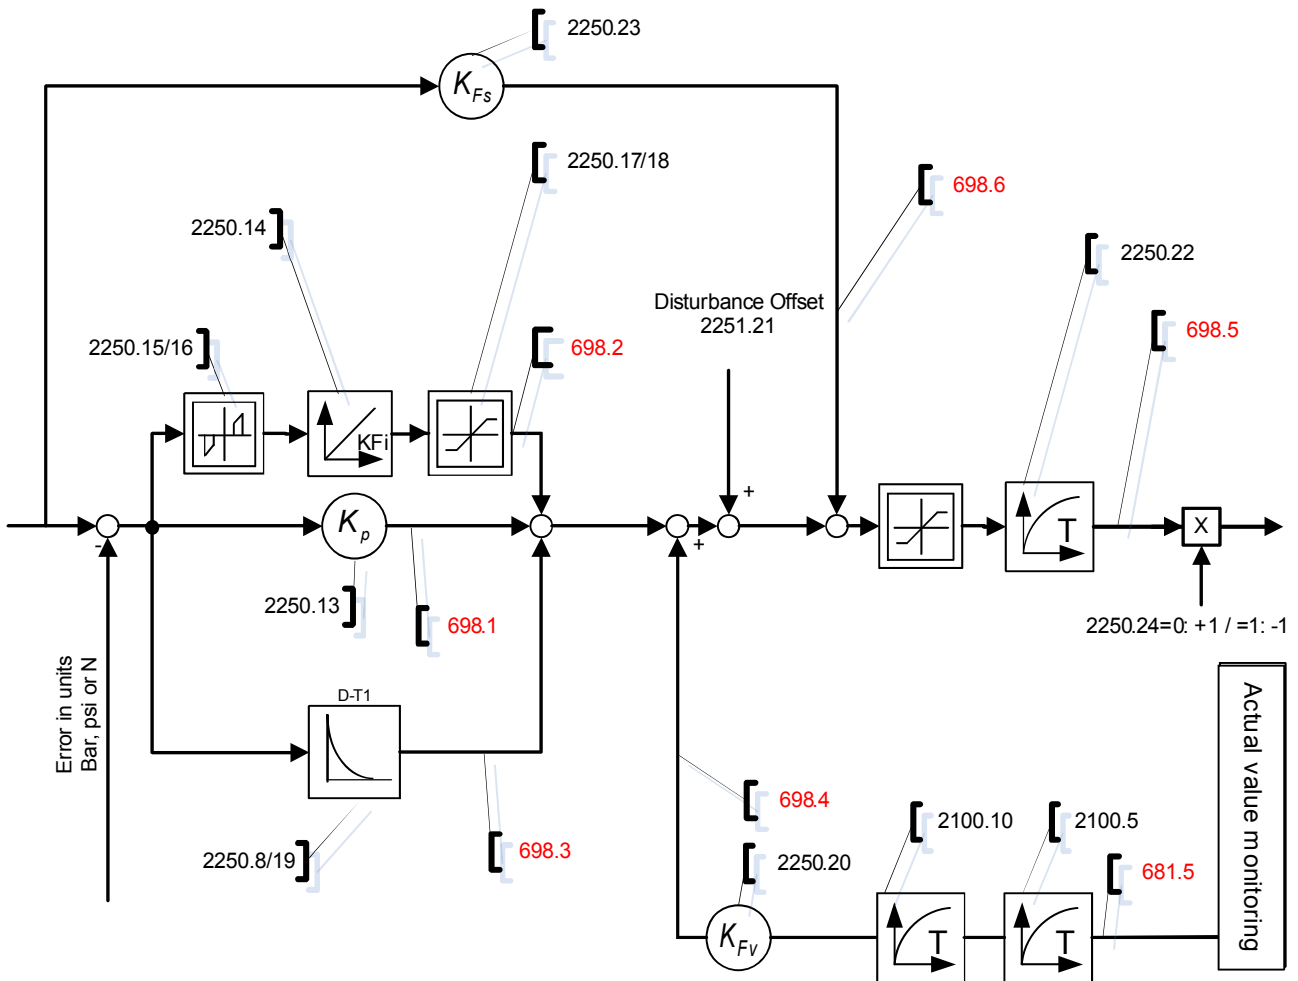 2250.23
K_Fs
2250.17/18
698.6
2250.14
2250.22
Disturbance Offset
2251.21
698.5
2250.15/16
698.2
KFi
+
K_p
T
X
-
+
2250.13
698.1
2250.24=0: +1 / =1: -1
Error in units
Bar, psi or N
D-T1
Actual value monitoring
698.4
2100.10
2100.5
2250.8/19
698.3
2250.20
681.5
K_Fv
T
T